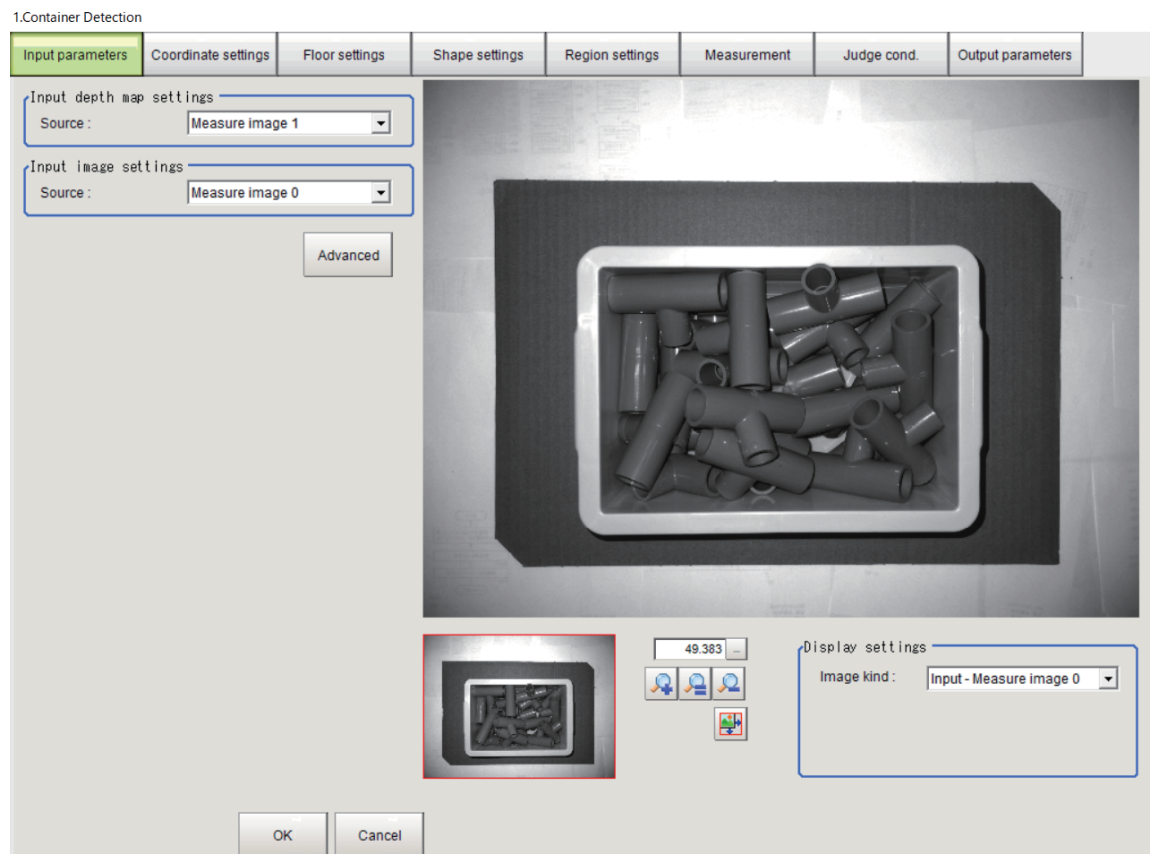 1.Container Detection
Input parameters
Coordinate settings
Floor settings
Shape settings
Region settings
Measurement
Judge cond.
Output parameters
Input depth map settings
Source :
Measure image 1
Input image settings
Source :
Measure image 0
Advanced
49.383
...
Display settings
Image kind :
Input - Measure image 0
OK
Cancel